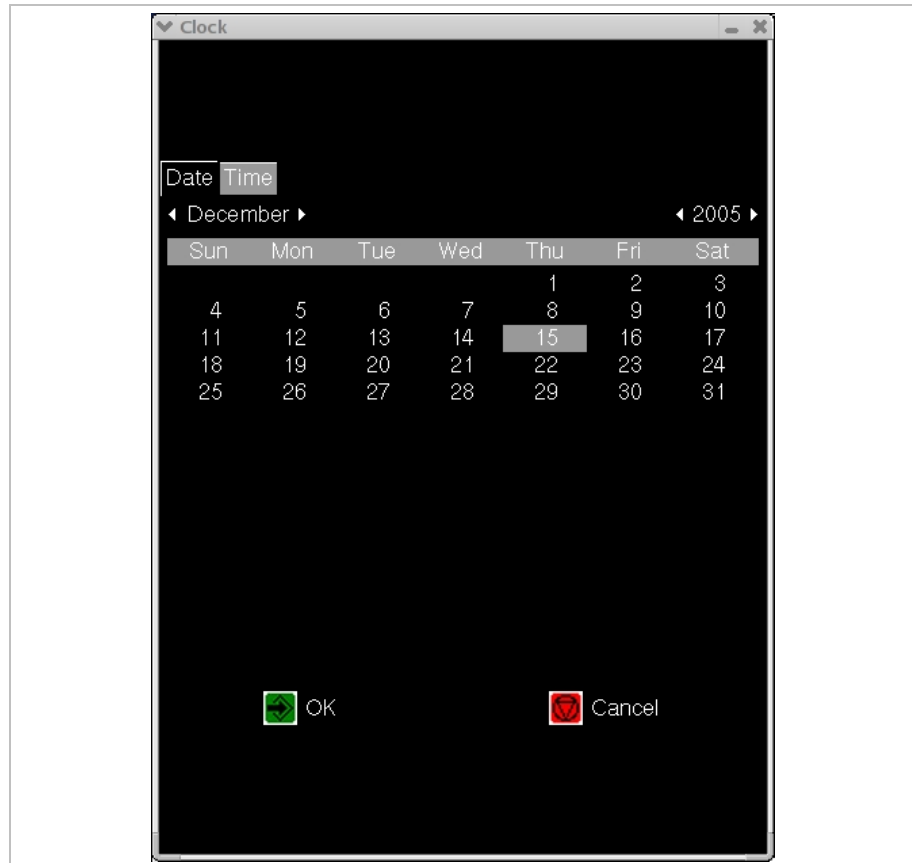 Clock
Date Time
December 2005
Sun Mon Tue Wed Thu Fri Sat
1 2 3
4 5 6 7 8 9 10
11 12 13 14 15 16 17
18 19 20 21 22 23 24
25 26 27 28 29 30 31
OK Cancel